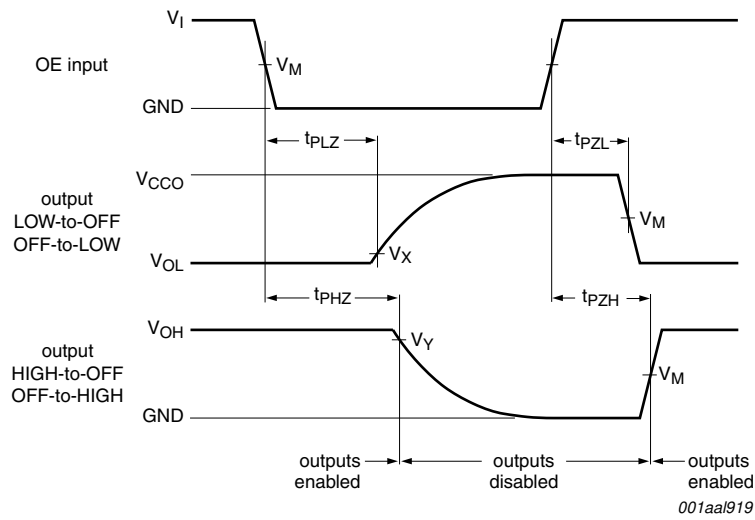 V_I
OE input
V_M
GND
t_PLZ
t_PZL
V_CCO
output
LOW-to-OFF
OFF-to-LOW
V_M
V_X
V_OL
t_PHZ
t_PZH
V_OH
output
HIGH-to-OFF
OFF-to-HIGH
V_Y
V_M
GND
outputs
enabled
outputs
disabled
outputs
enabled
001aal919